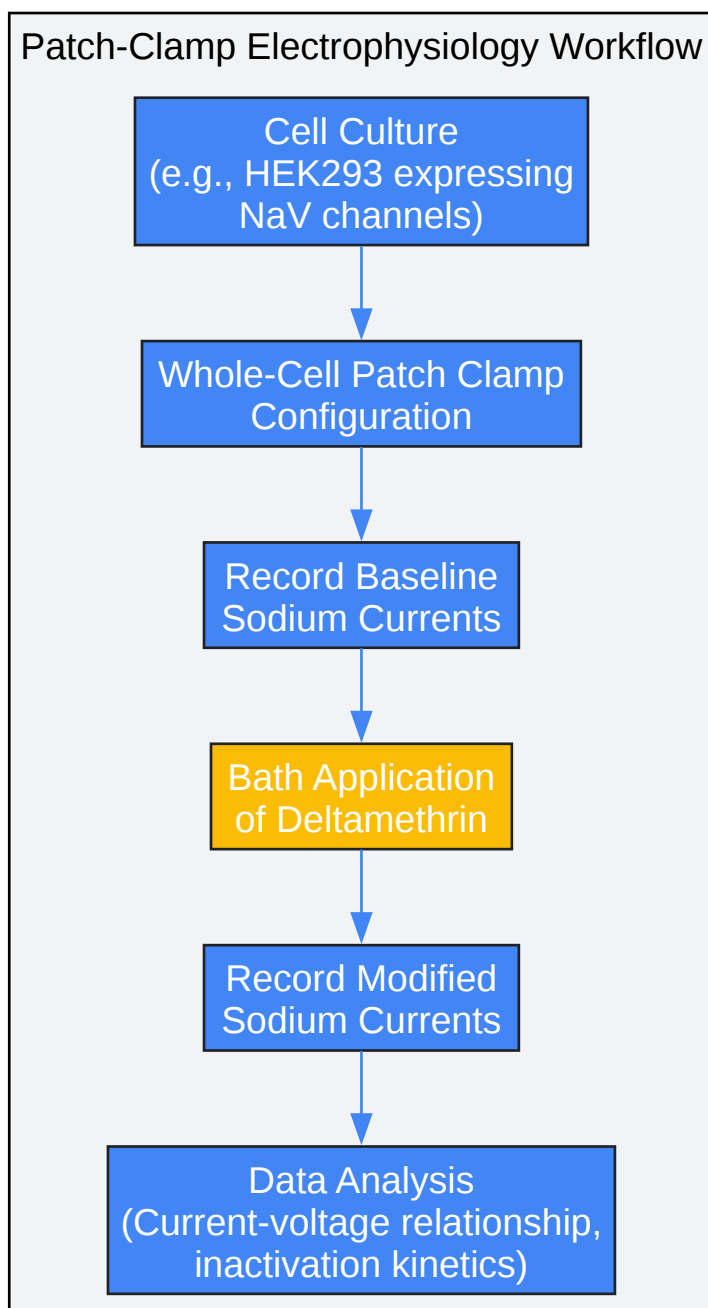 Patch-Clamp Electrophysiology Workflow
Cell Culture
(e.g., HEK293 expressing
NaV channels)
Whole-Cell Patch Clamp
Configuration
Record Baseline
Sodium Currents
Bath Application
of Deltamethrin
Record Modified
Sodium Currents
Data Analysis
(Current-voltage relationship,
inactivation kinetics)